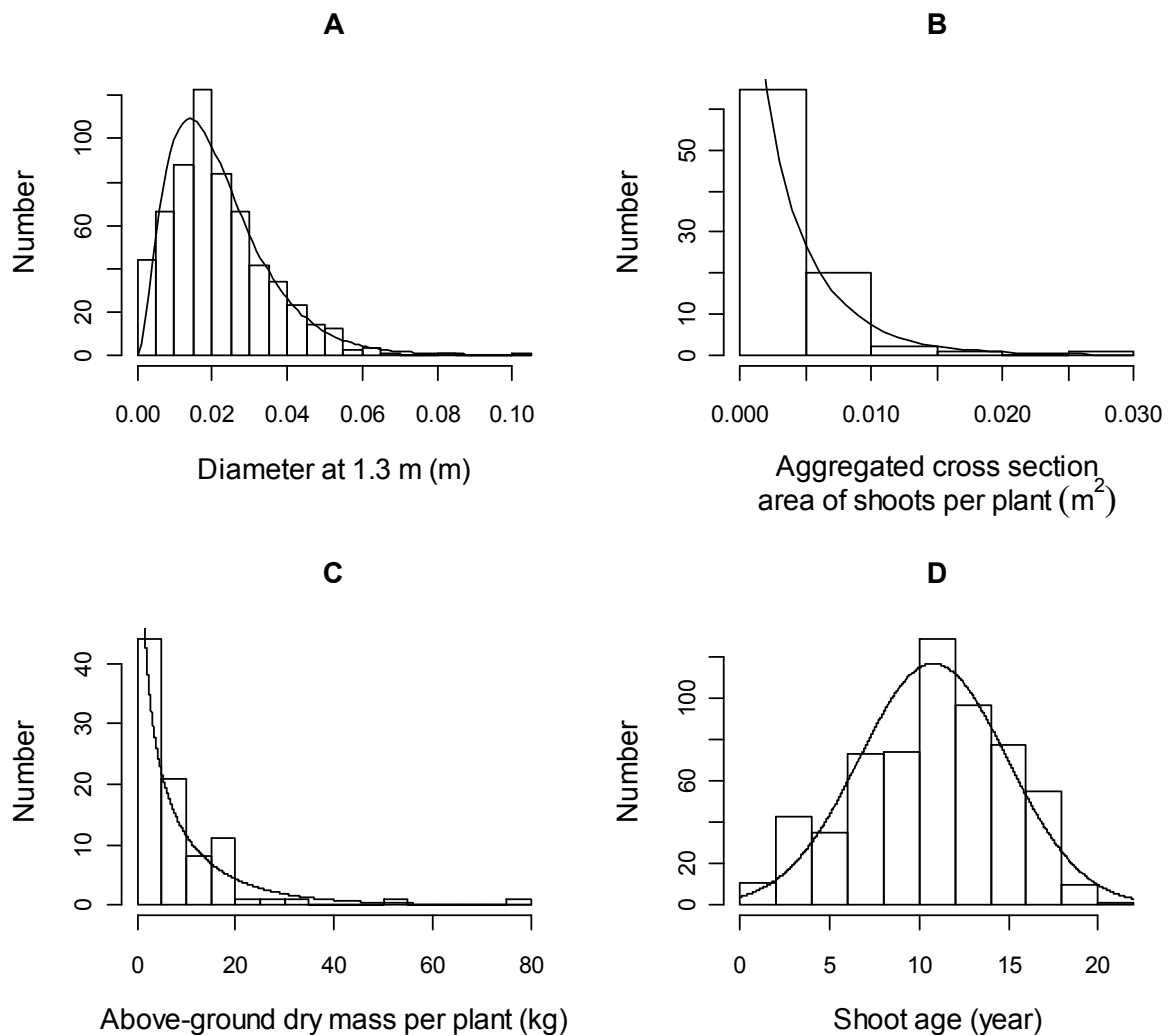 A
Number
100
60
20
0
0.00 0.02 0.04 0.06 0.08 0.10
Diameter at 1.3 m (m)
B
Number
50
30
10
0
0.000 0.010 0.020 0.030
Aggregated cross section
area of shoots per plant (m²)
C
Number
40
30
20
10
0
0 20 40 60 80
Above-ground dry mass per plant (kg)
D
Number
100
60
20
0
0 5 10 15 20
Shoot age (year)